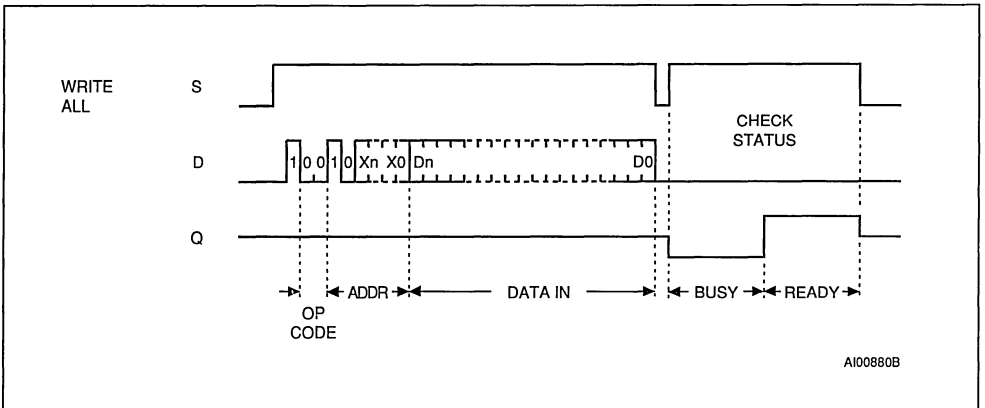 WRITE ALL
S
CHECK STATUS
D
1 0 0 1 0 Xn X0 Dn D0
Q
ADDR DATA IN BUSY READY
OP CODE
AI00880B